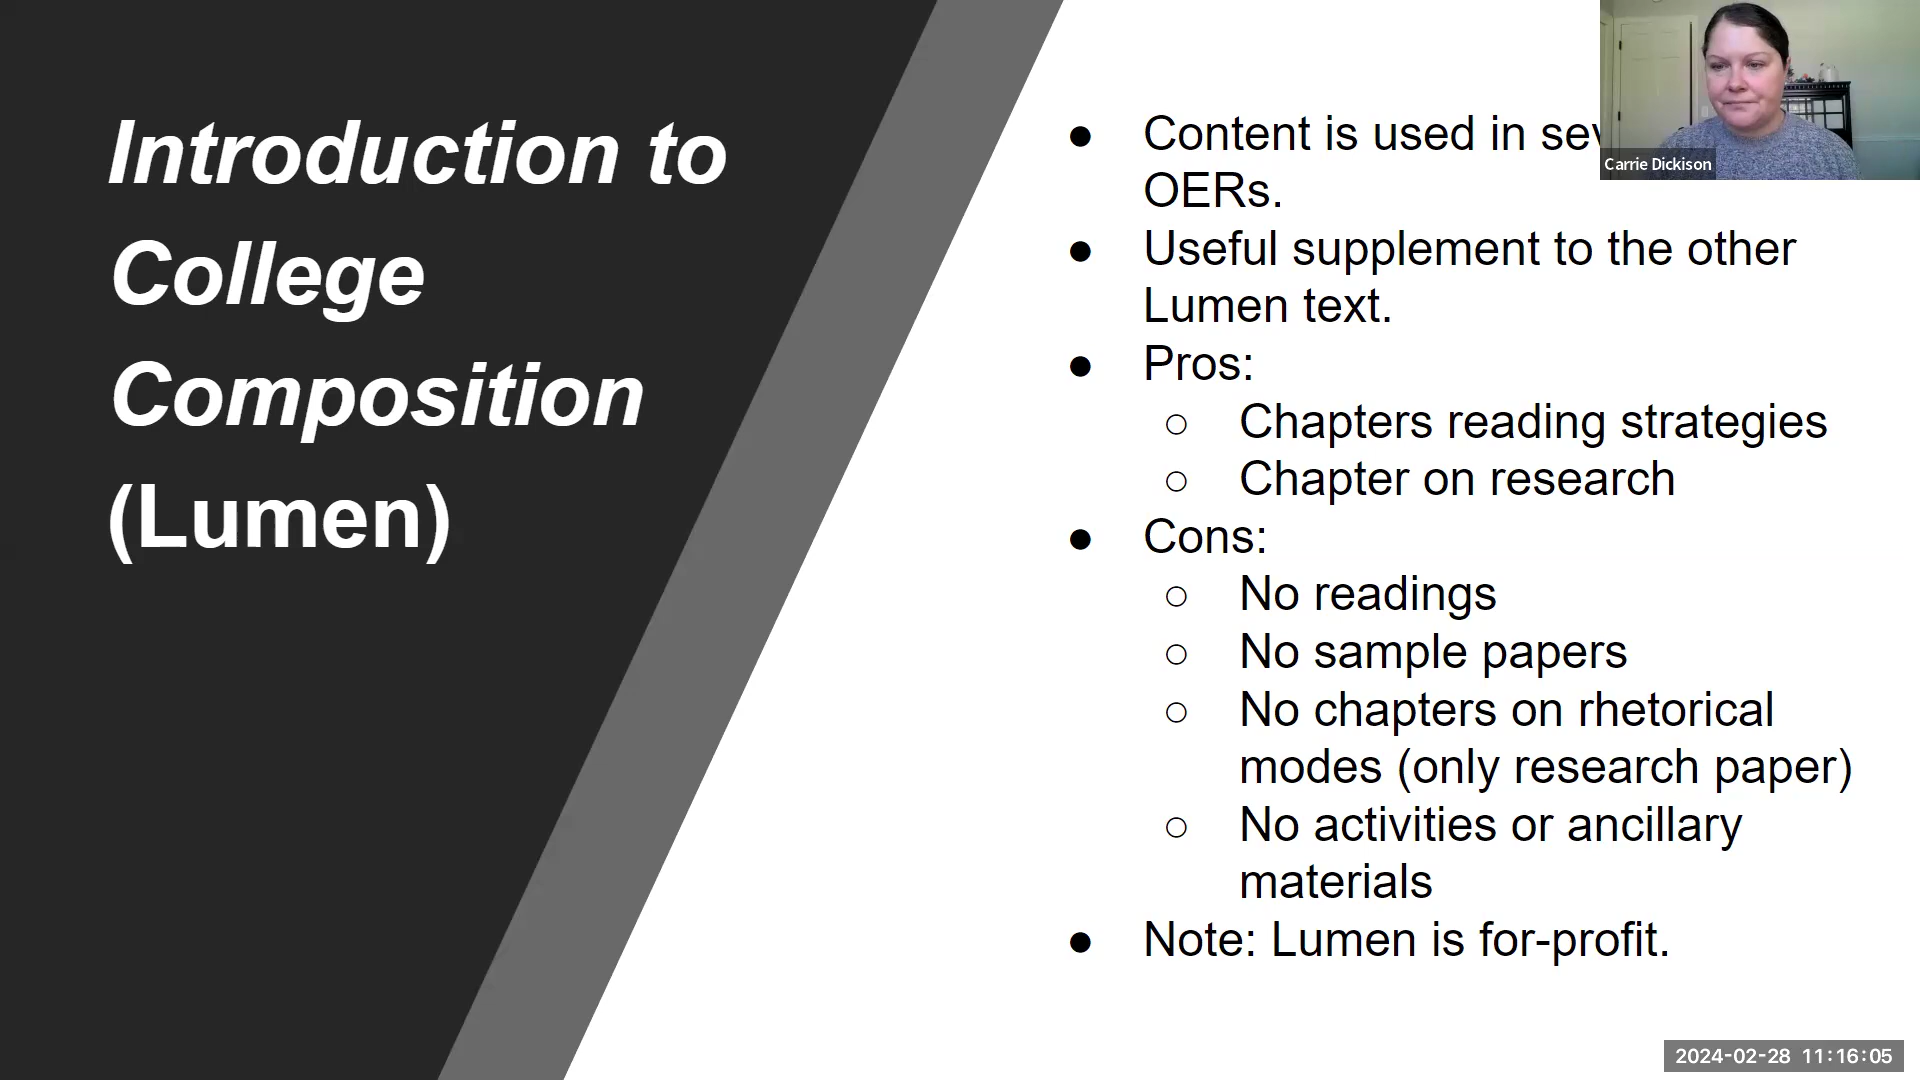 Introduction to
College
Composition
(Lumen)
● Content is used in
OERs.
● Useful supplement to the other
Lumen text.
● Pros:
○ Chapters reading strategies
○ Chapter on research
● Cons:
○ No readings
○ No sample papers
○ No chapters on rhetorical
modes (only research paper)
○ No activities or ancillary
materials
● Note: Lumen is for-profit.
Carrie Dickison
2024-02-28 11:16:05